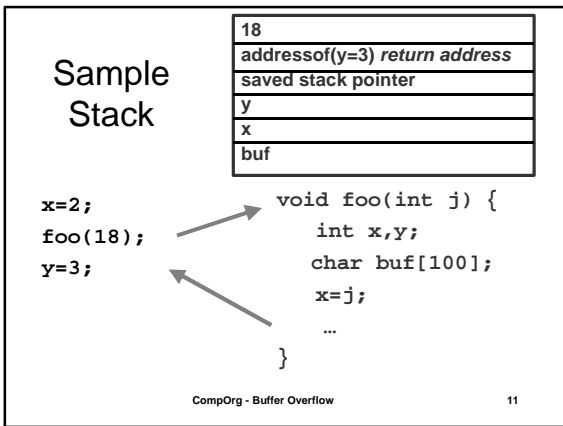 Sample
Stack
18
addressof(y=3) return address
saved stack pointer
y
x
buf
x=2;
foo(18);
y=3;
void foo(int j) {
int x,y;
char buf[100];
x=j;
…
}
CompOrg - Buffer Overflow
11